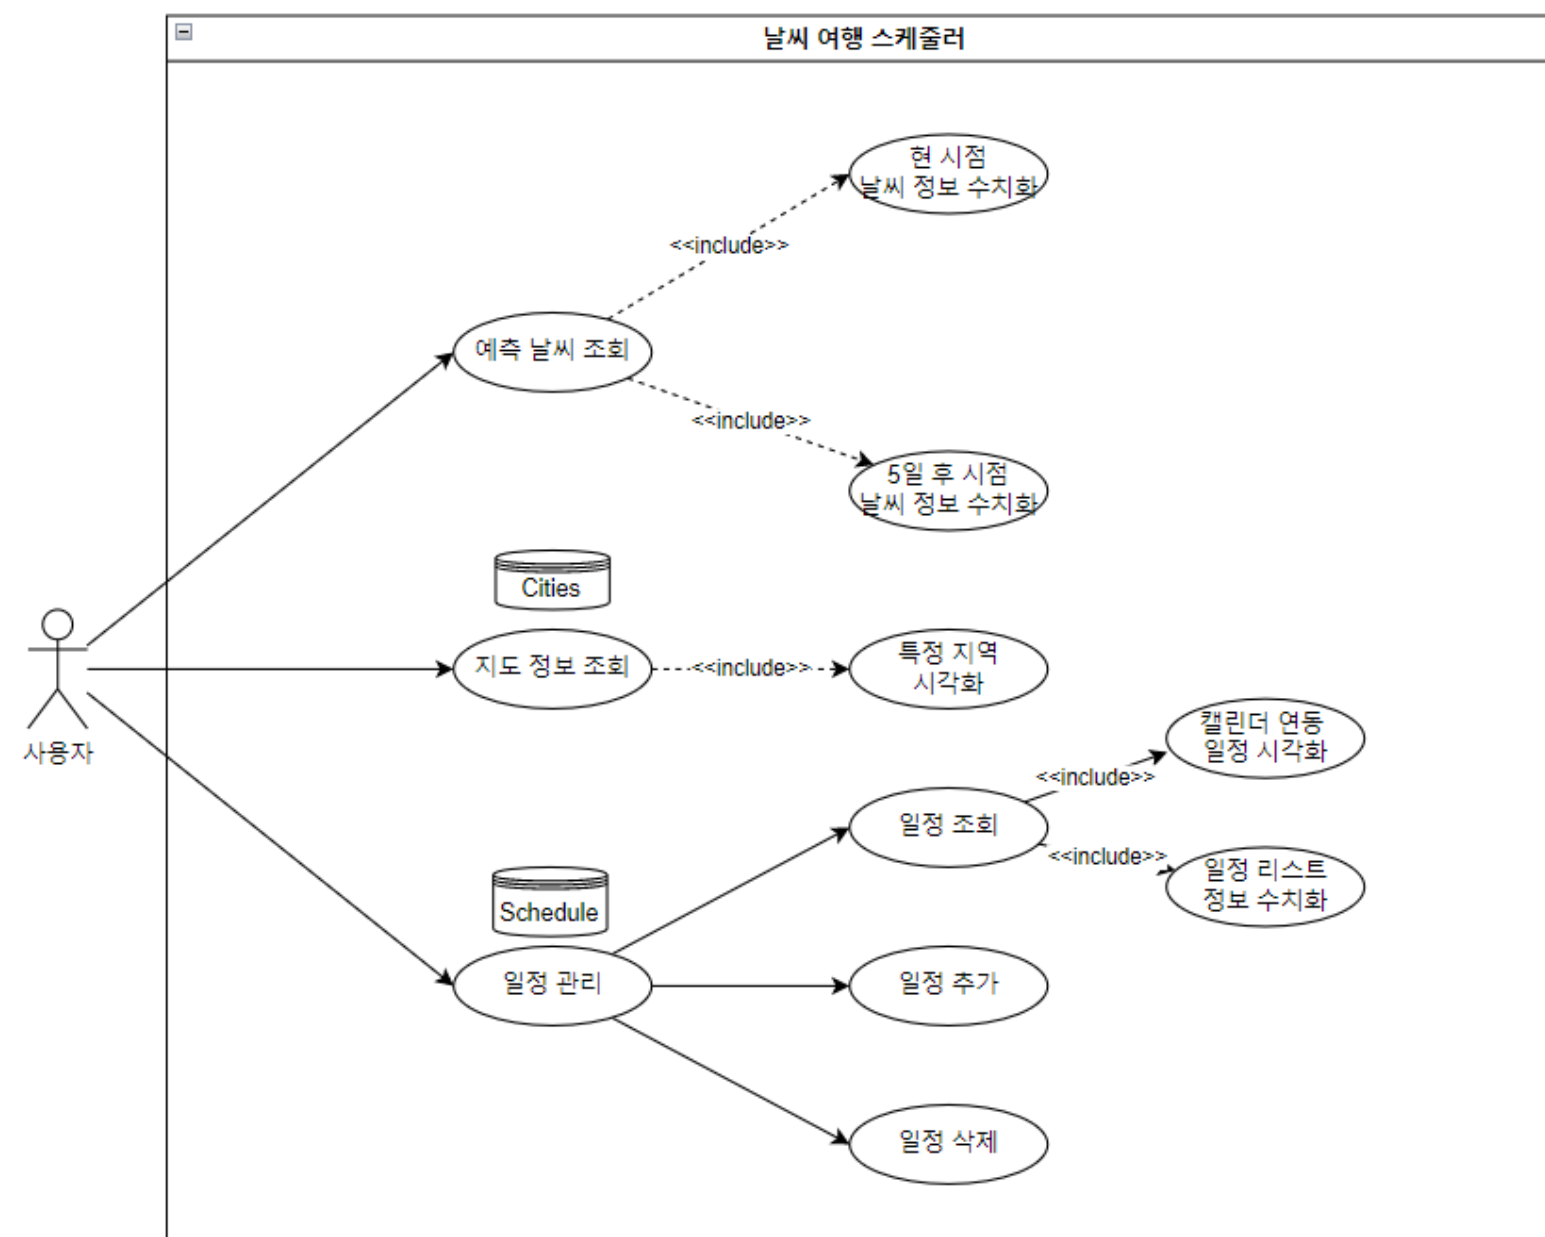 날씨 여행 스케줄러
현 시점
날씨 정보 수치화
<<include>>
예측 날씨 조회
<<include>>
5일 후 시점
날씨 정보 수치화
Cities
지도 정보 조회
<<include>>
특정 지역
시각화
사용자
캘린더 연동
일정 시각화
<<include>>
일정 조회
<<include>>
일정 리스트
정보 수치화
Schedule
일정 관리
일정 추가
일정 삭제